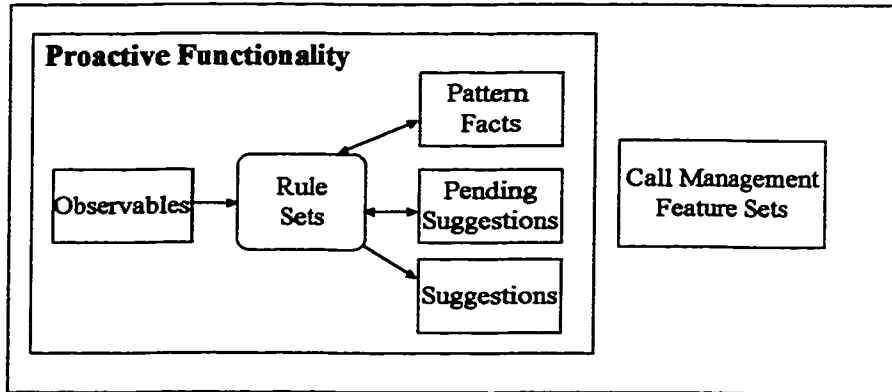 Proactive Functionality
Pattern
Facts
Observables
Rule
Sets
Pending
Suggestions
Suggestions
Call Management
Feature Sets